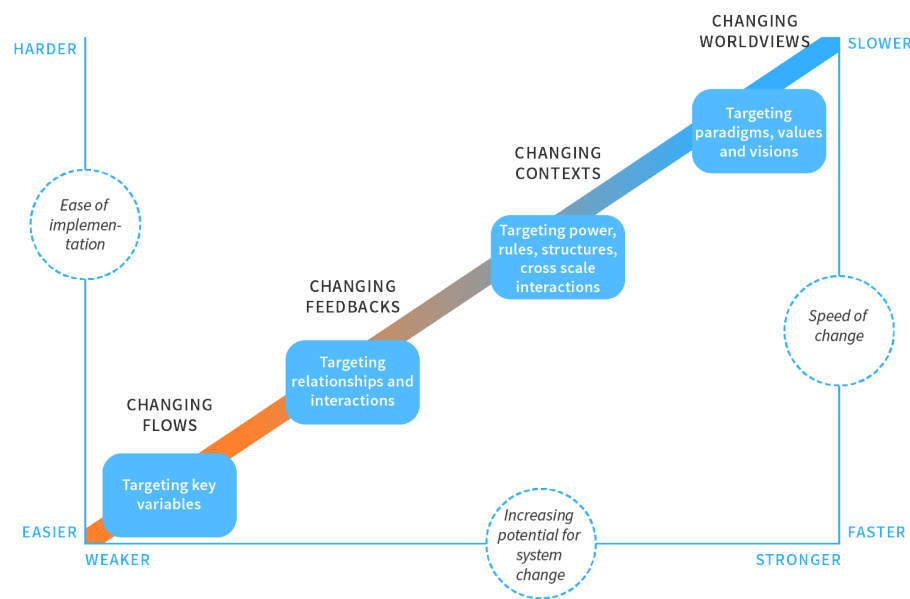 CHANGING
WORLDVIEWS
HARDER
SLOWER
Targeting
paradigms, values
and visions
CHANGING
CONTEXTS
Ease of
implemen-
tation
Targeting power,
rules, structures,
cross scale
interactions
CHANGING
FEEDBACKS
Speed of
change
Targeting
relationships and
interactions
CHANGING
FLOWS
Targeting key
variables
Increasing
potential for
system
change
EASIER
FASTER
WEAKER
STRONGER